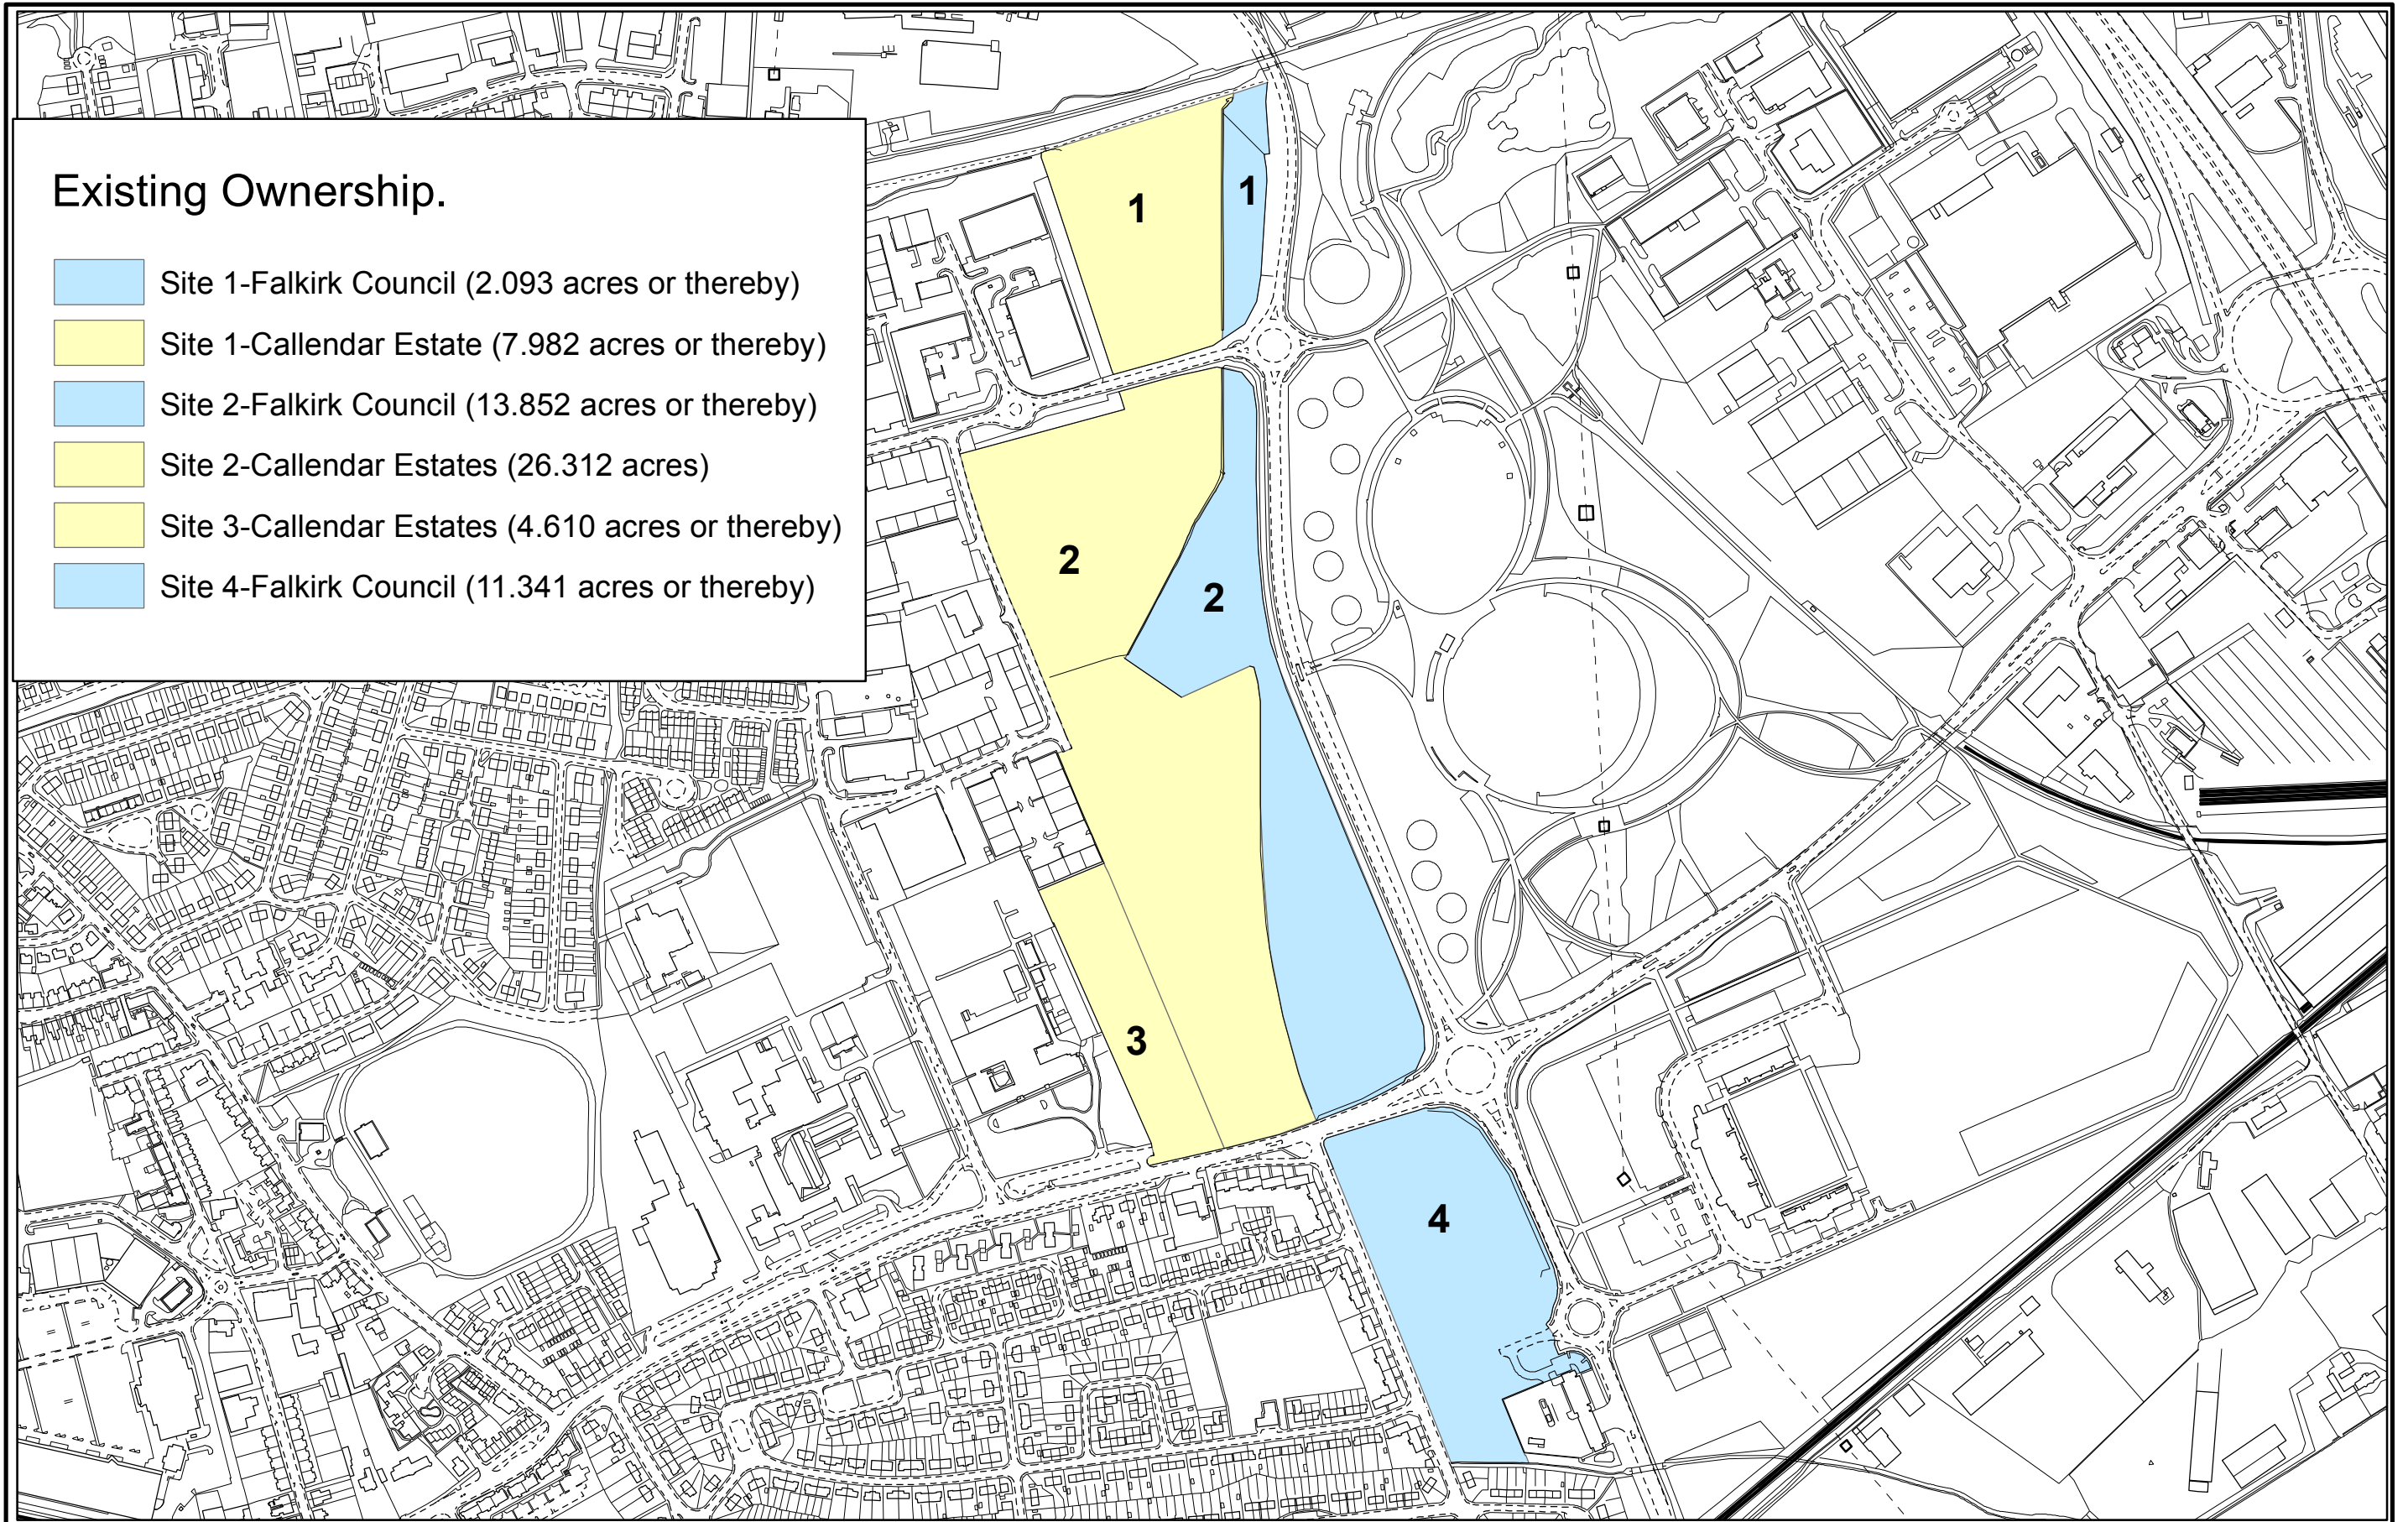 Existing Ownership.
Site 1-Falkirk Council (2.093 acres or thereby)
Site 1-Callendar Estate (7.982 acres or thereby)
Site 2-Falkirk Council (13.852 acres or thereby)
Site 2-Callendar Estates (26.312 acres)
Site 3-Callendar Estates (4.610 acres or thereby)
Site 4-Falkirk Council (11.341 acres or thereby)
1
1
2
2
3
4